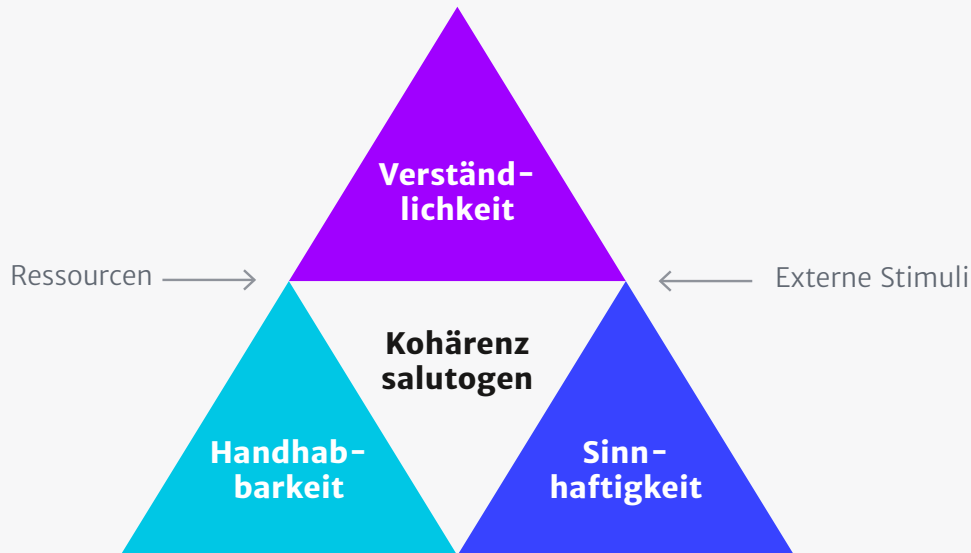 Verständ-
lichkeit
Ressourcen
Externe Stimuli
Kohärenz
salutogen
Handhab-
barkeit
Sinn-
haftigkeit